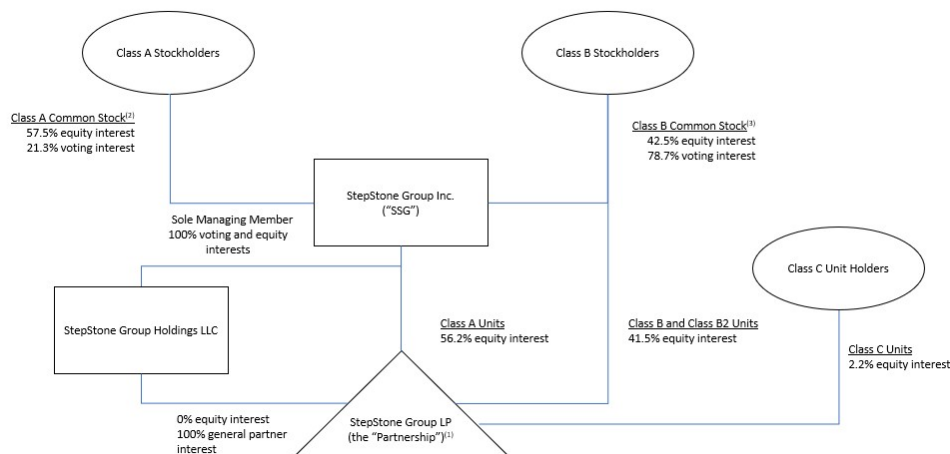 Class A Stockholders
Class B Stockholders
Class A Common Stock(2)
57.5% equity interest
21.3% voting interest
Class B Common Stock(3)
42.5% equity interest
78.7% voting interest
StepStone Group Inc.
(“SSG”)
Sole Managing Member
100% voting and equity
interests
Class C Unit Holders
StepStone Group Holdings LLC
Class A Units
56.2% equity interest
Class B and Class B2 Units
41.5% equity interest
Class C Units
2.2% equity interest
0% equity interest
100% general partner
interest
StepStone Group LP
(the “Partnership”)(1)